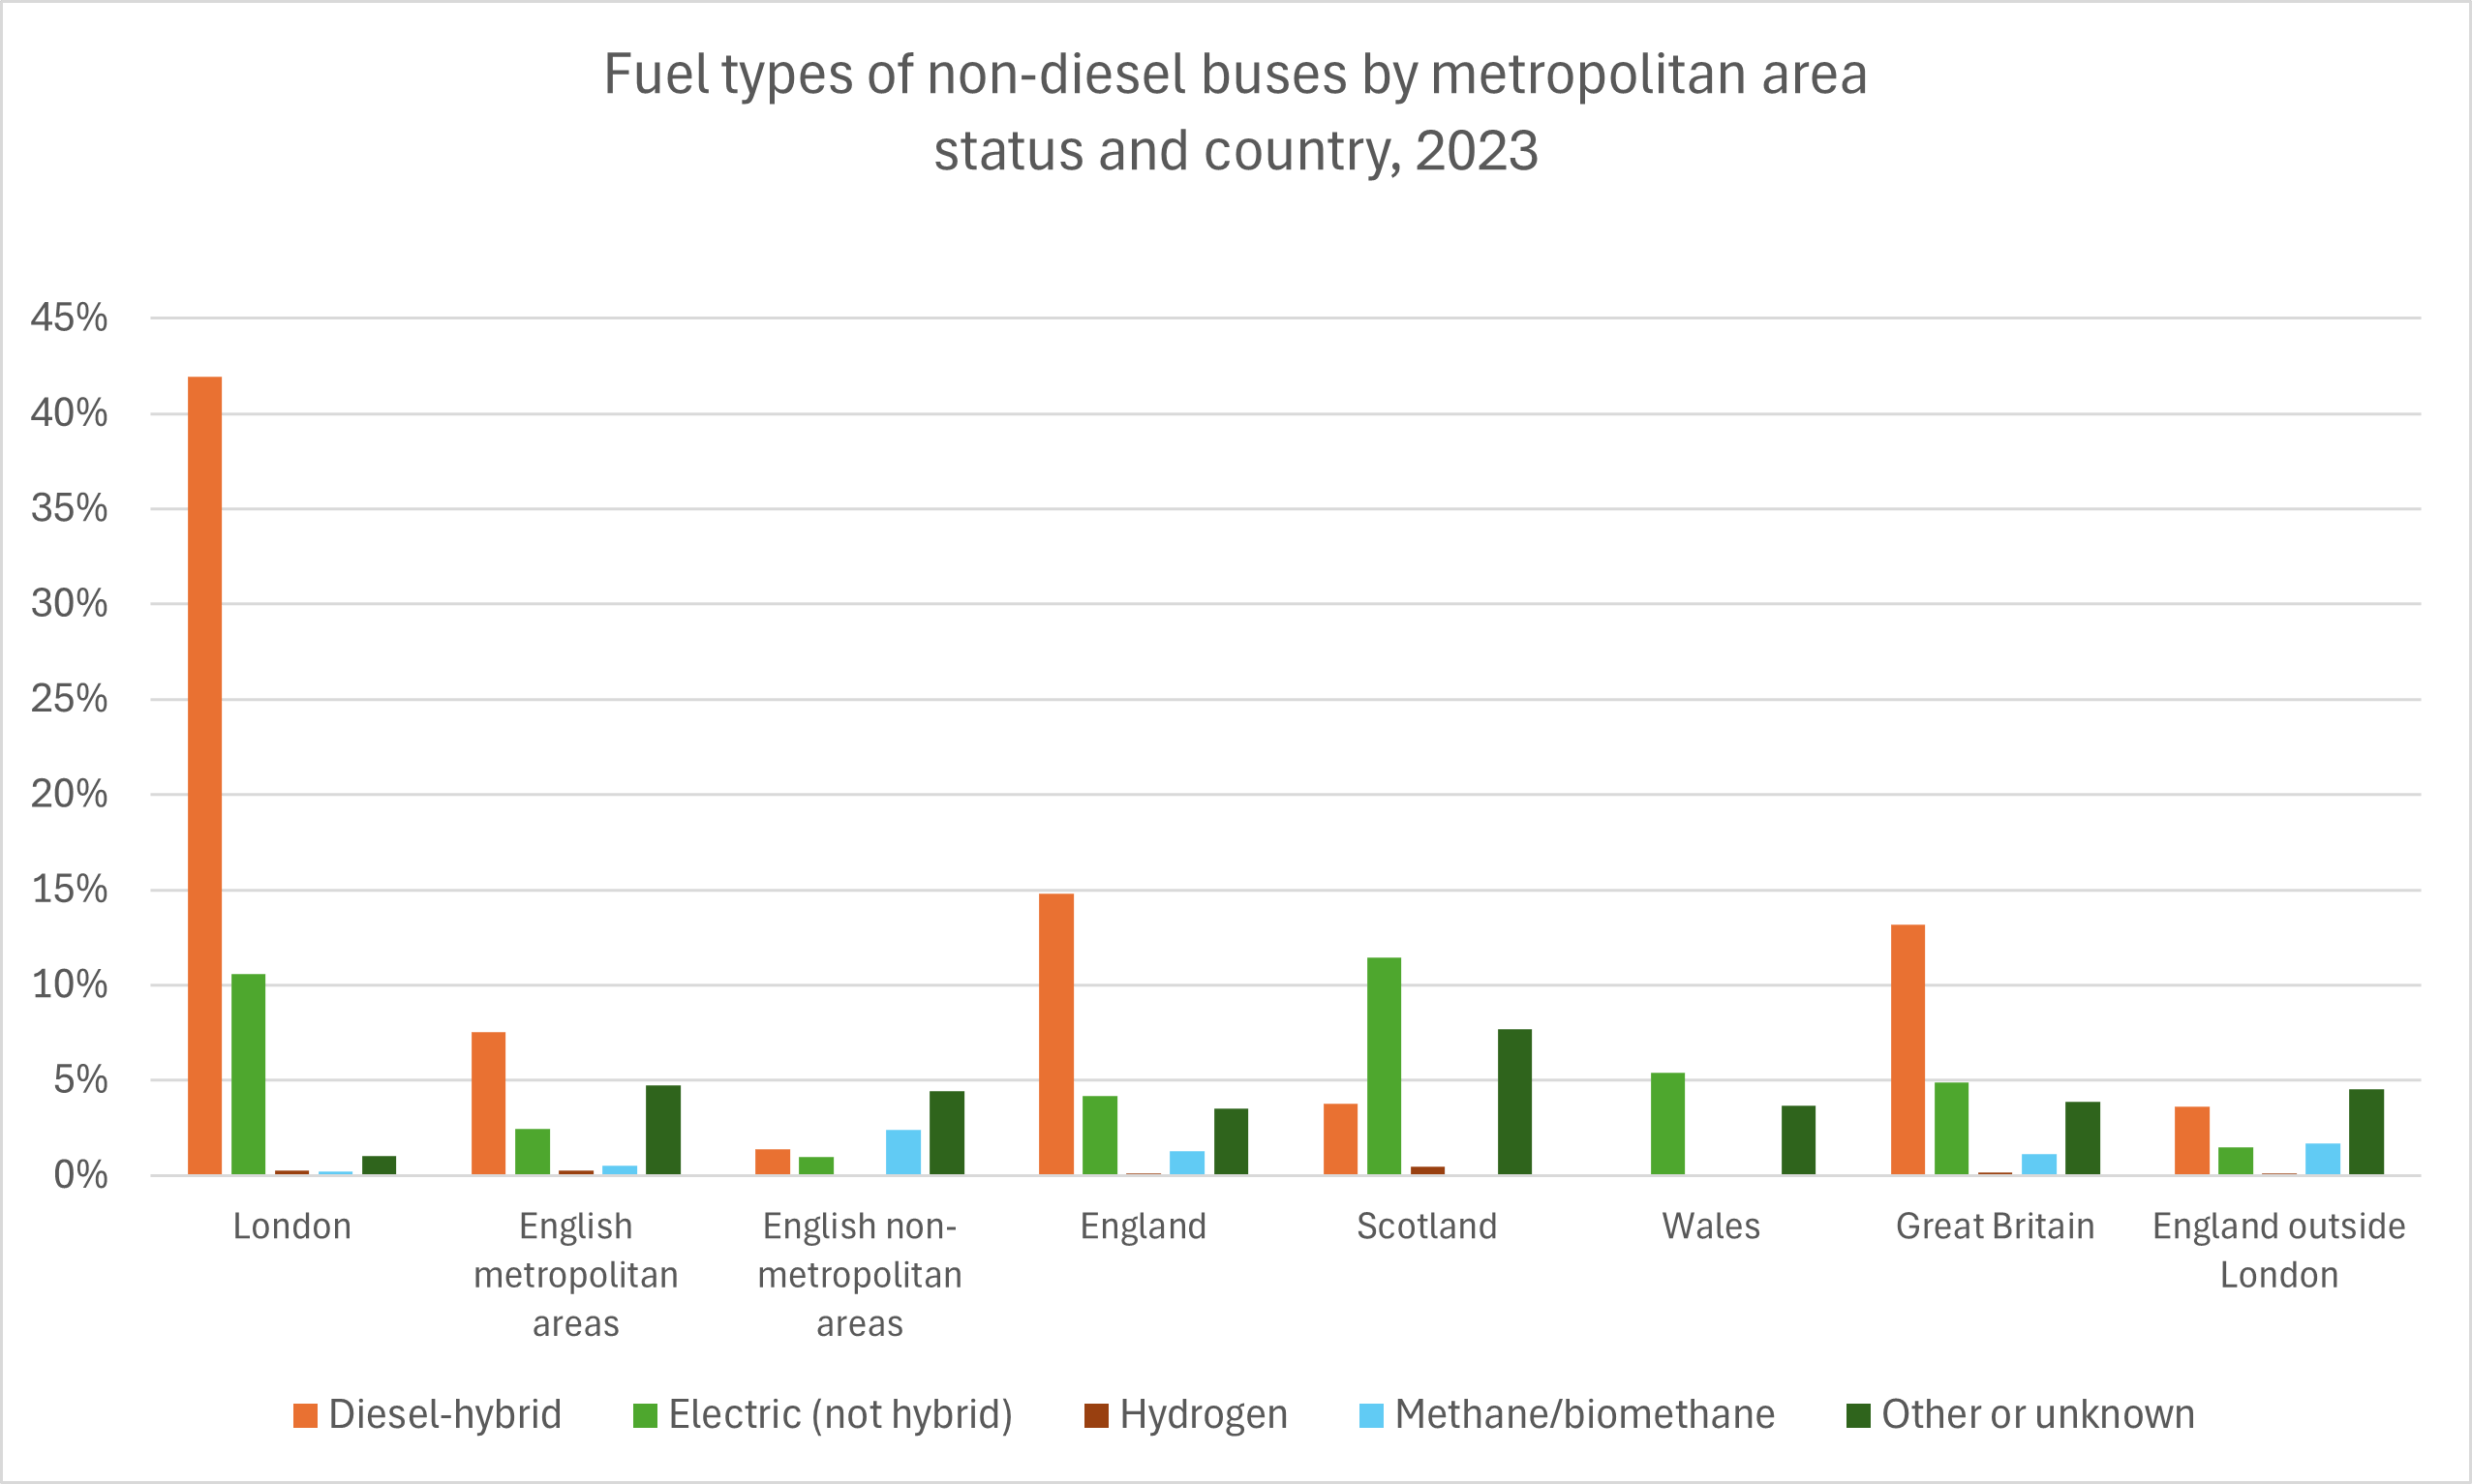 Fuel types of non-diesel buses by metropolitan area
status and country, 2023
45%
40%
35%
30%
25%
20%
15%
10%
5%
0%
London
English
metropolitan
areas
English non-
metropolitan
areas
England
Scotland
Wales
Great Britain
England outside
London
Diesel-hybrid
Electric (not hybrid)
Hydrogen
Methane/biomethane
Other or unknown